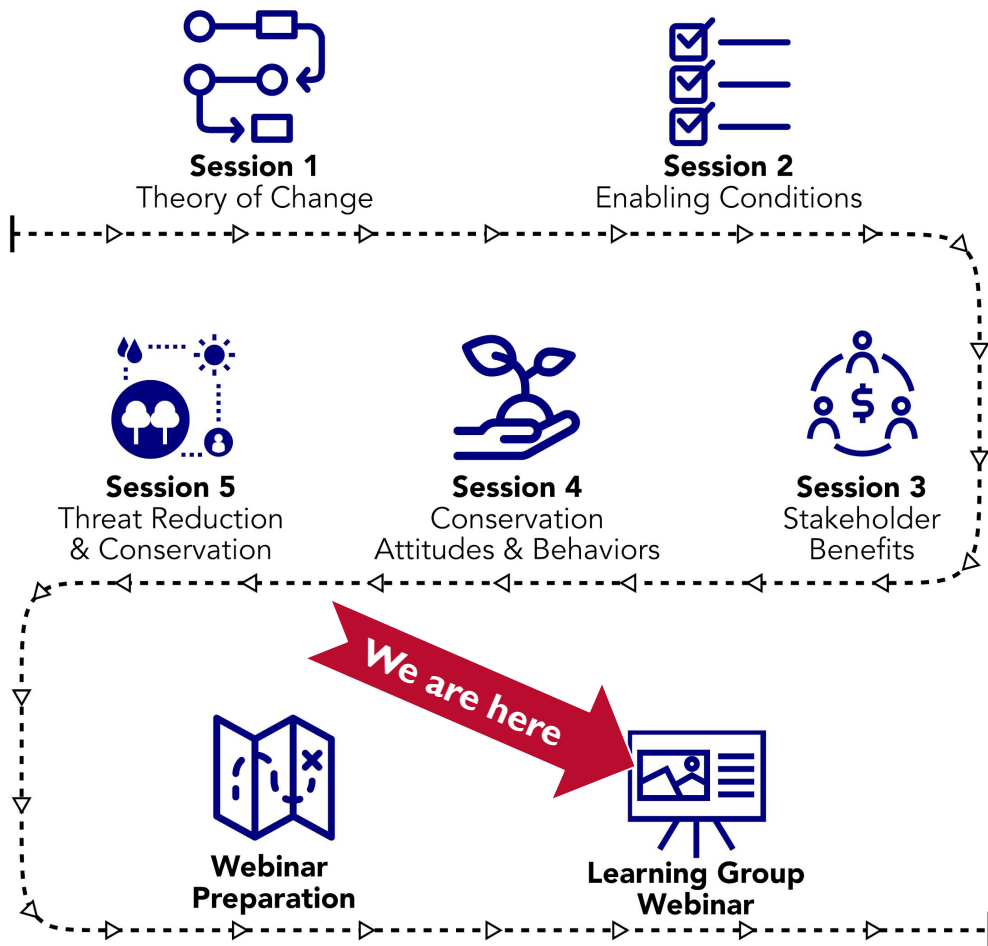 Session 1
Theory of Change
Session 2
Enabling Conditions
Session 5
Threat Reduction
& Conservation
Session 4
Conservation
Attitudes & Behaviors
$
Session 3
Stakeholder
Benefits
We are here
Webinar
Preparation
Learning Group
Webinar